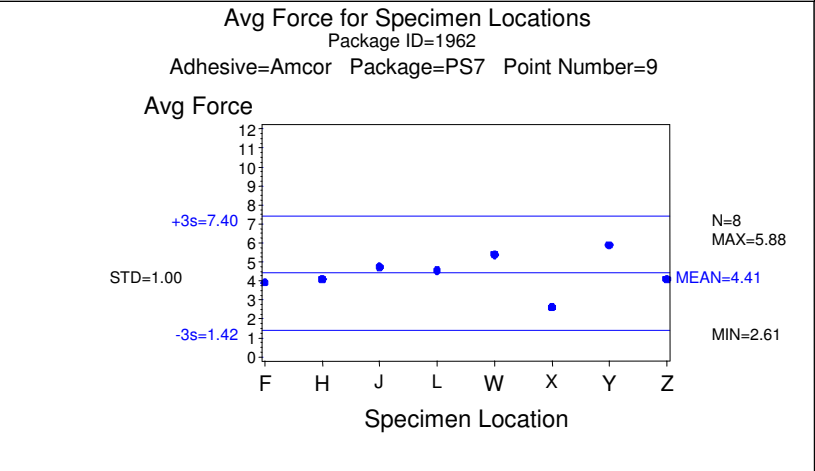 Avg Force for Specimen Locations
Package ID=1962
Adhesive=Amcor Package=PS7 Point Number=9
Avg Force
12
11
10
9
8
+3s=7.40
7
N=8
6
MAX=5.88
5
STD=1.00
4
MEAN=4.41
3
2
-3s=1.42
1
MIN=2.61
0
F H J L W X Y Z
Specimen Location